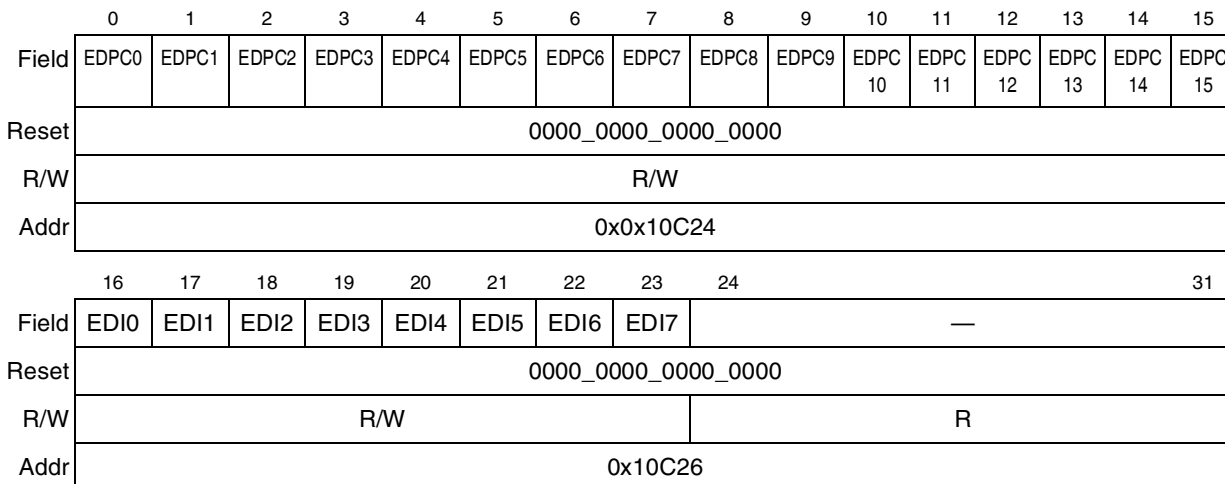 0 1 2 3 4 5 6 7 8 9 10 11 12 13 14 15
Field EDPC0 EDPC1 EDPC2 EDPC3 EDPC4 EDPC5 EDPC6 EDPC7 EDPC8 EDPC9 EDPC 10 EDPC 11 EDPC 12 EDPC 13 EDPC 14 EDPC 15
Reset 0000_0000_0000_0000
R/W R/W
Addr 0x0x10C24
16 17 18 19 20 21 22 23 24 31
Field EDI0 EDI1 EDI2 EDI3 EDI4 EDI5 EDI6 EDI7 —
Reset 0000_0000_0000_0000
R/W R/W R
Addr 0x10C26